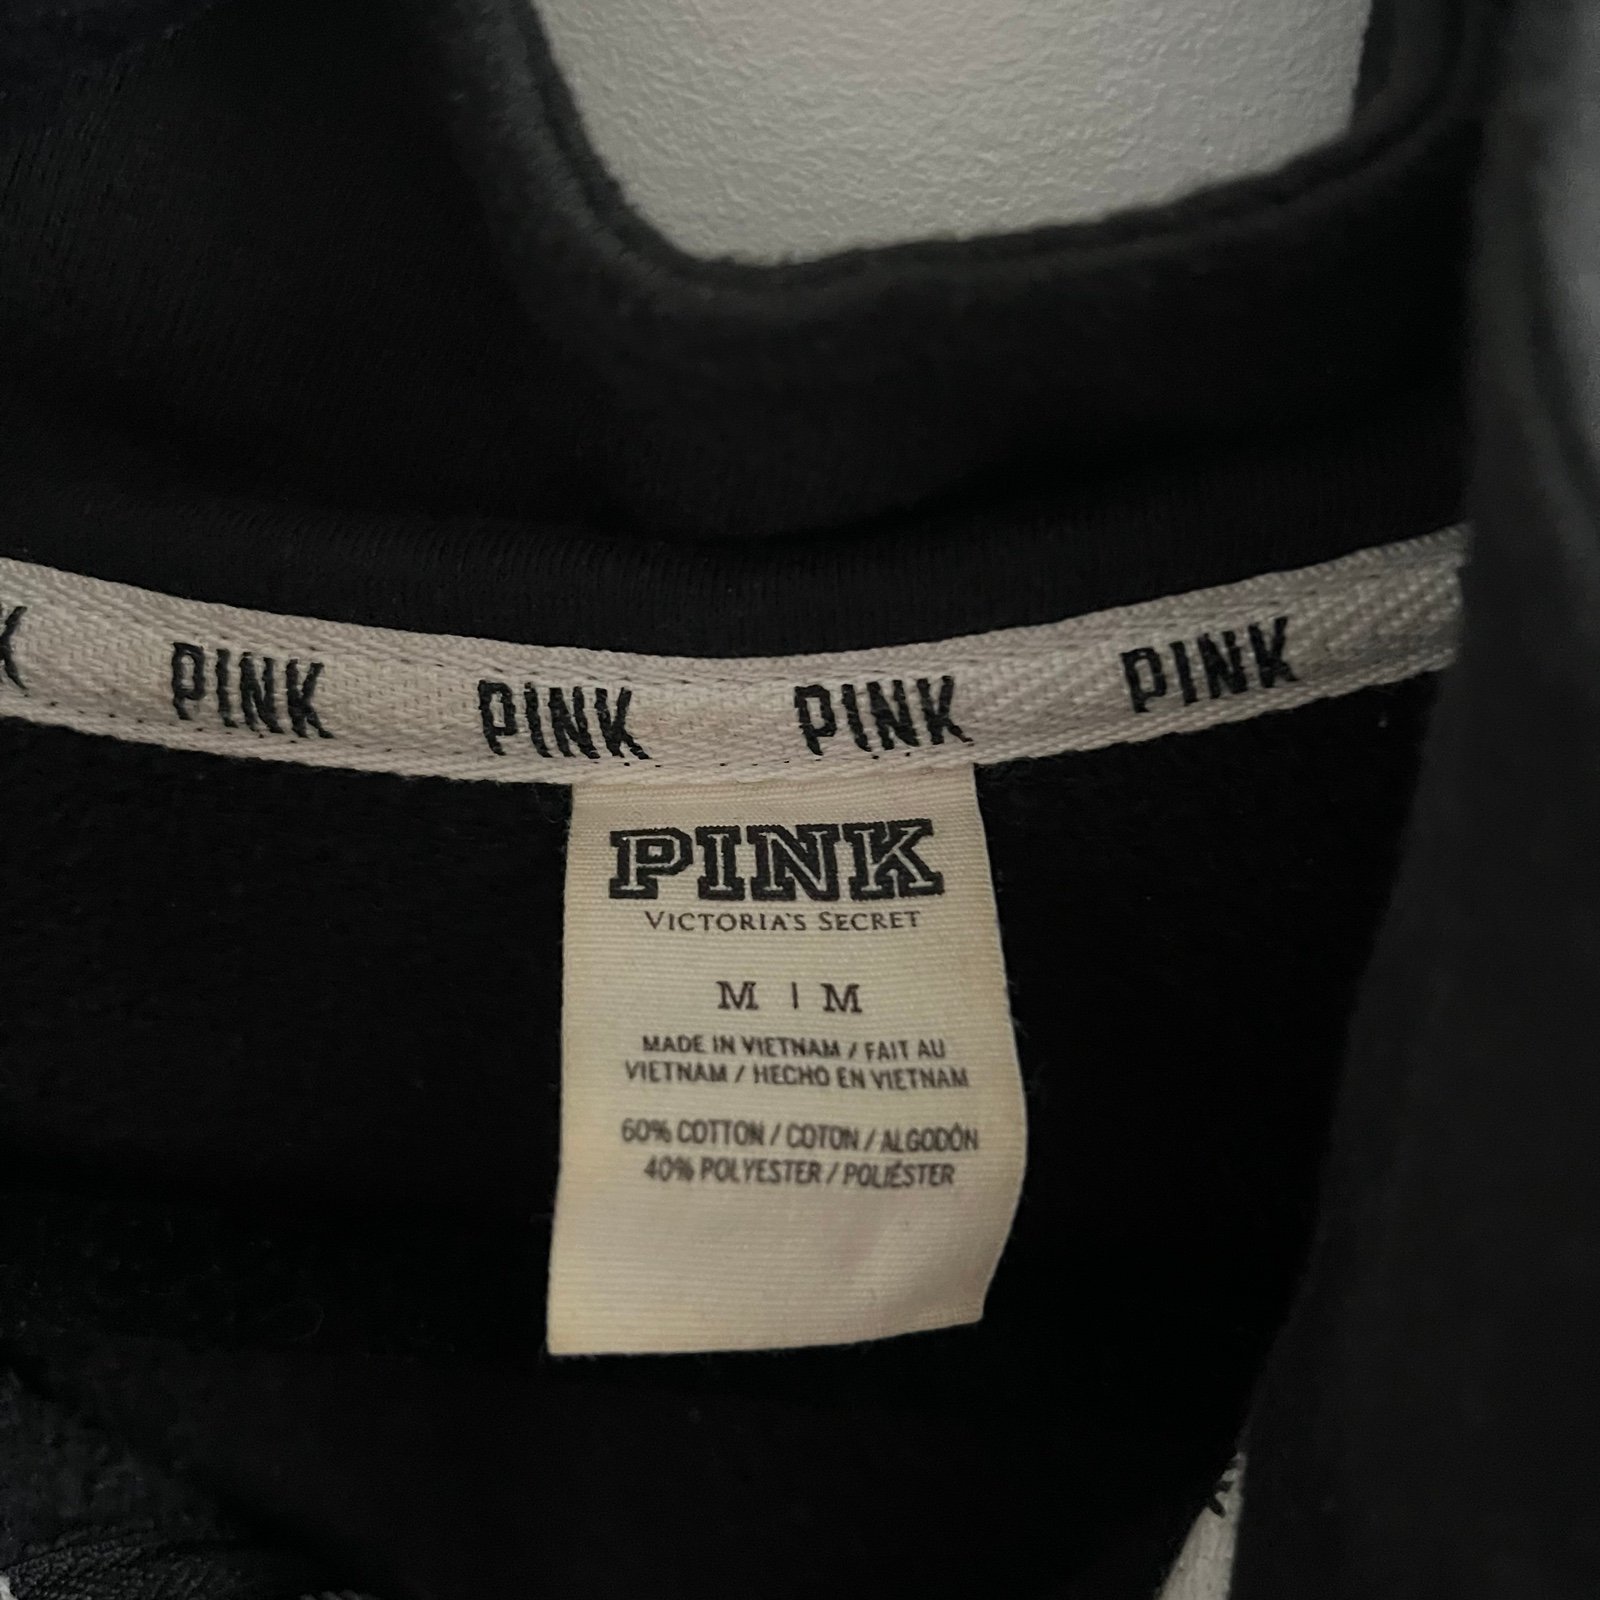 PINK PINK PINK PINK
PINK
VICTORIA'S SECRET
M | M
MADE IN VIETNAM / FAIT AU
VIETNAM / HECHO EN VIETNAM
60% COTTON / COTON / ALGODÓN
40% POLYESTER / POLIÉSTER